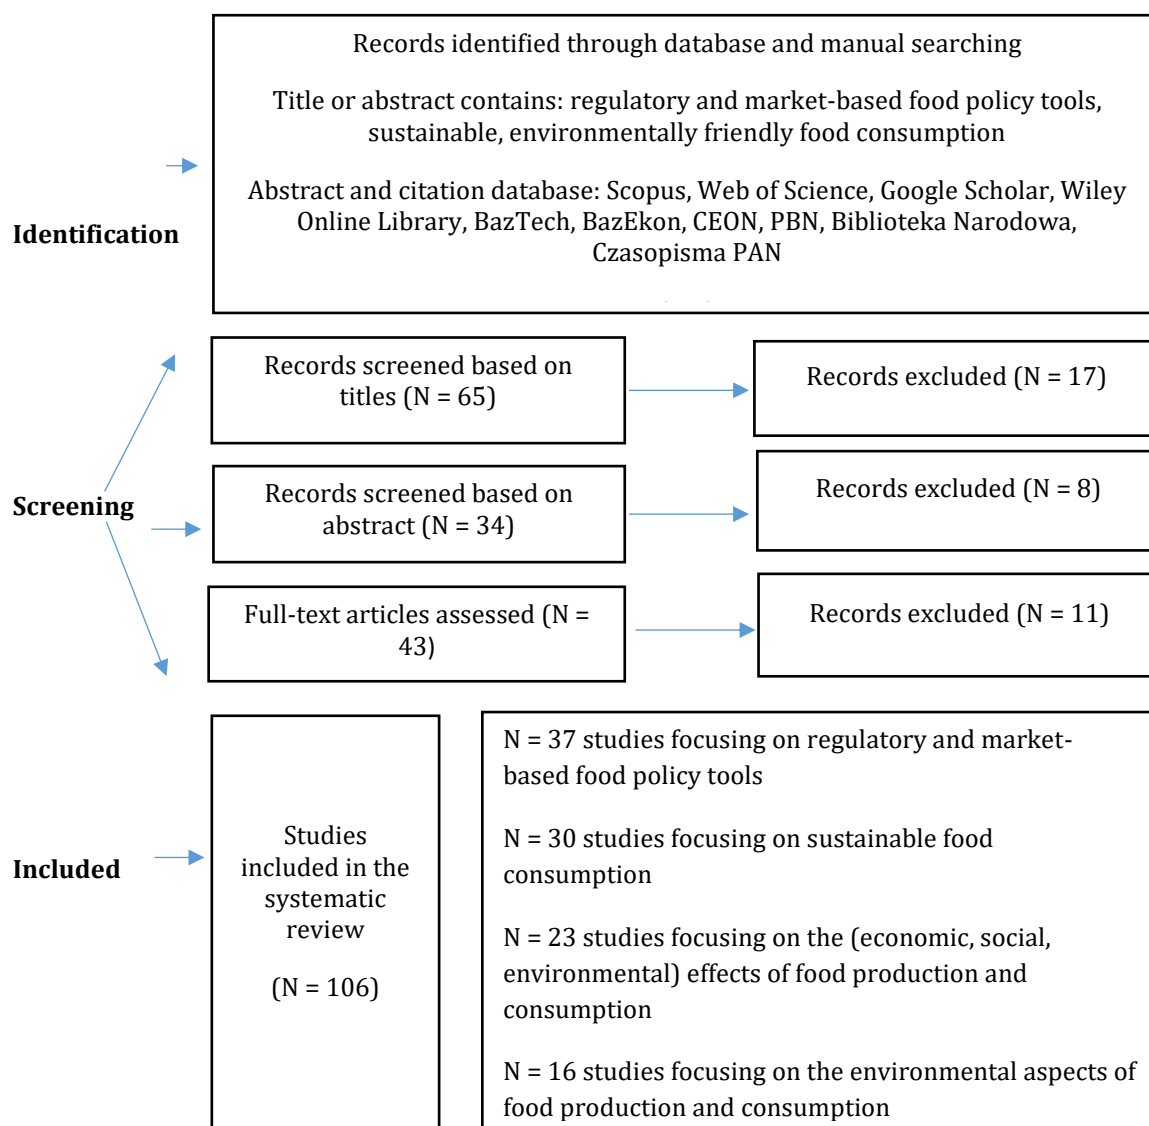 Records identified through database and manual searching
Title or abstract contains: regulatory and market-based food policy tools,
sustainable, environmentally friendly food consumption
Abstract and citation database: Scopus, Web of Science, Google Scholar, Wiley
Online Library, BazTech, BazEkon, CEON, PBN, Biblioteka Narodowa,
Czasopisma PAN
Identification
Records screened based on
titles (N = 65)
Records excluded (N = 17)
Screening
Records screened based on
abstract (N = 34)
Records excluded (N = 8)
Full-text articles assessed (N =
43)
Records excluded (N = 11)
Included
Studies
included in the
systematic
review
(N = 106)
N = 37 studies focusing on regulatory and market-
based food policy tools
N = 30 studies focusing on sustainable food
consumption
N = 23 studies focusing on the (economic, social,
environmental) effects of food production and
consumption
N = 16 studies focusing on the environmental aspects of
food production and consumption